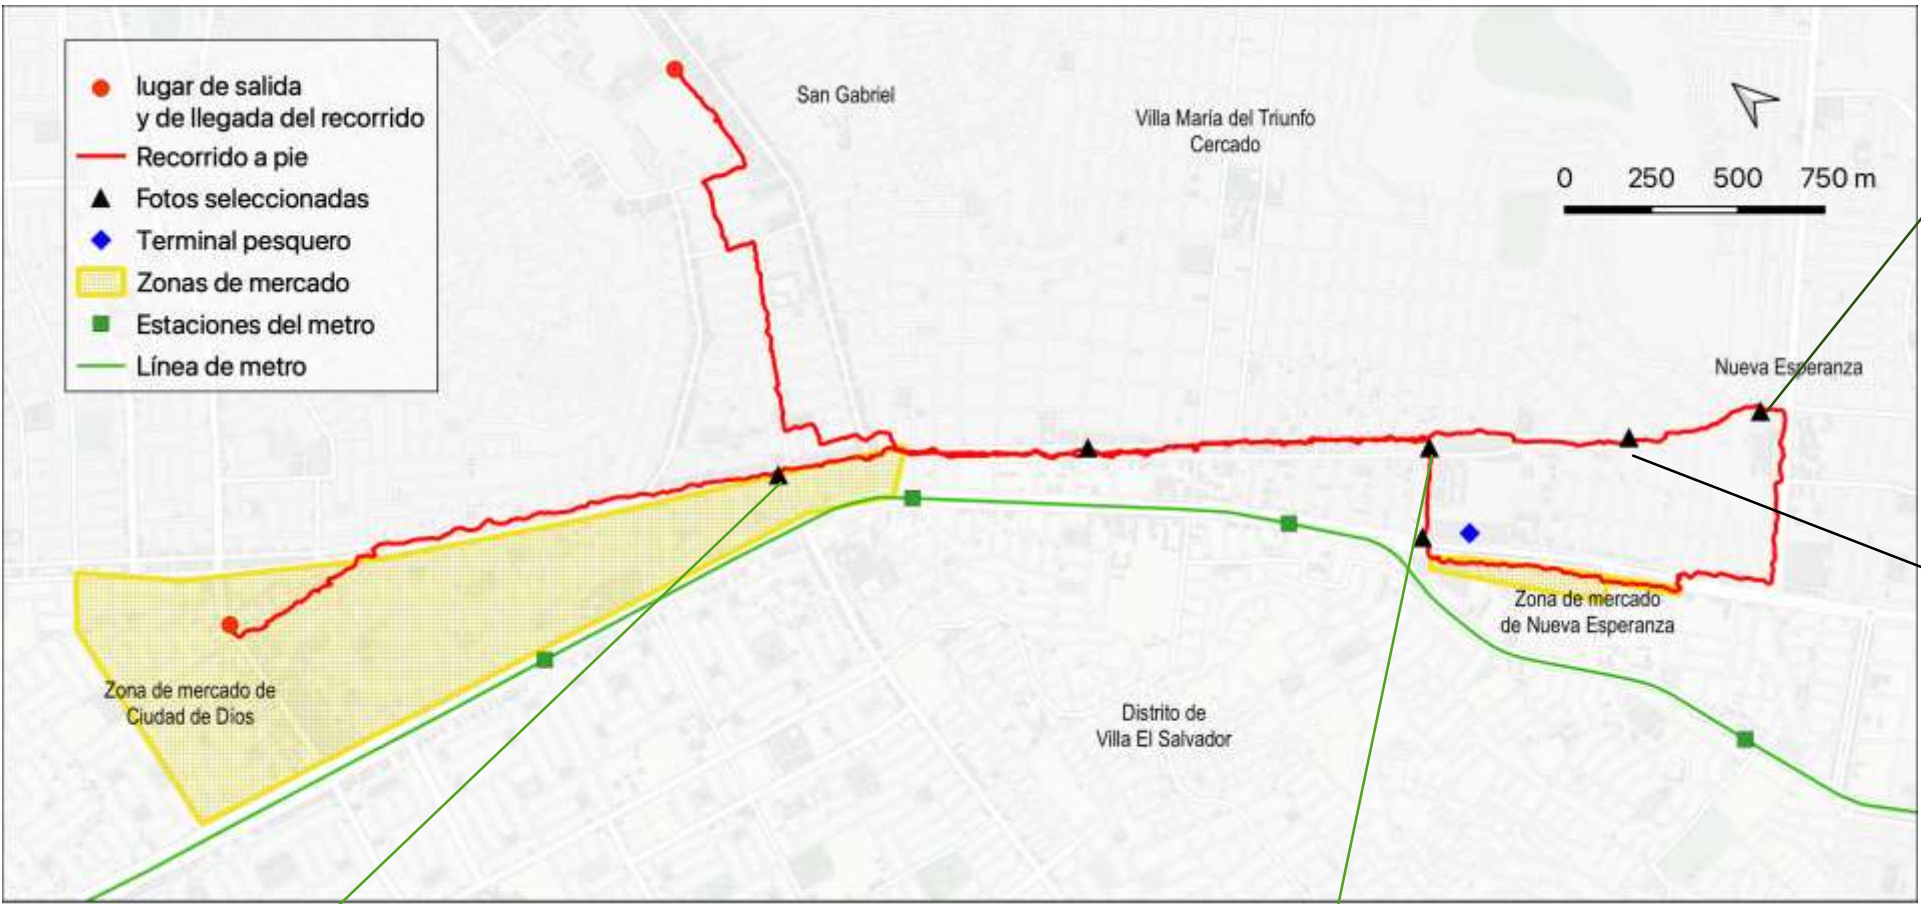 lugar de salida
y de llegada del recorrido
Recorrido a pie
Fotos seleccionadas
Terminal pesquero
Zonas de mercado
Estaciones del metro
Línea de metro
San Gabriel
Villa María del Triunfo
Cercado
0 250 500 750 m
Nueva Esperanza
Zona de mercado
de Nueva Esperanza
Zona de mercado de
Ciudad de Dios
Distrito de
Villa El Salvador